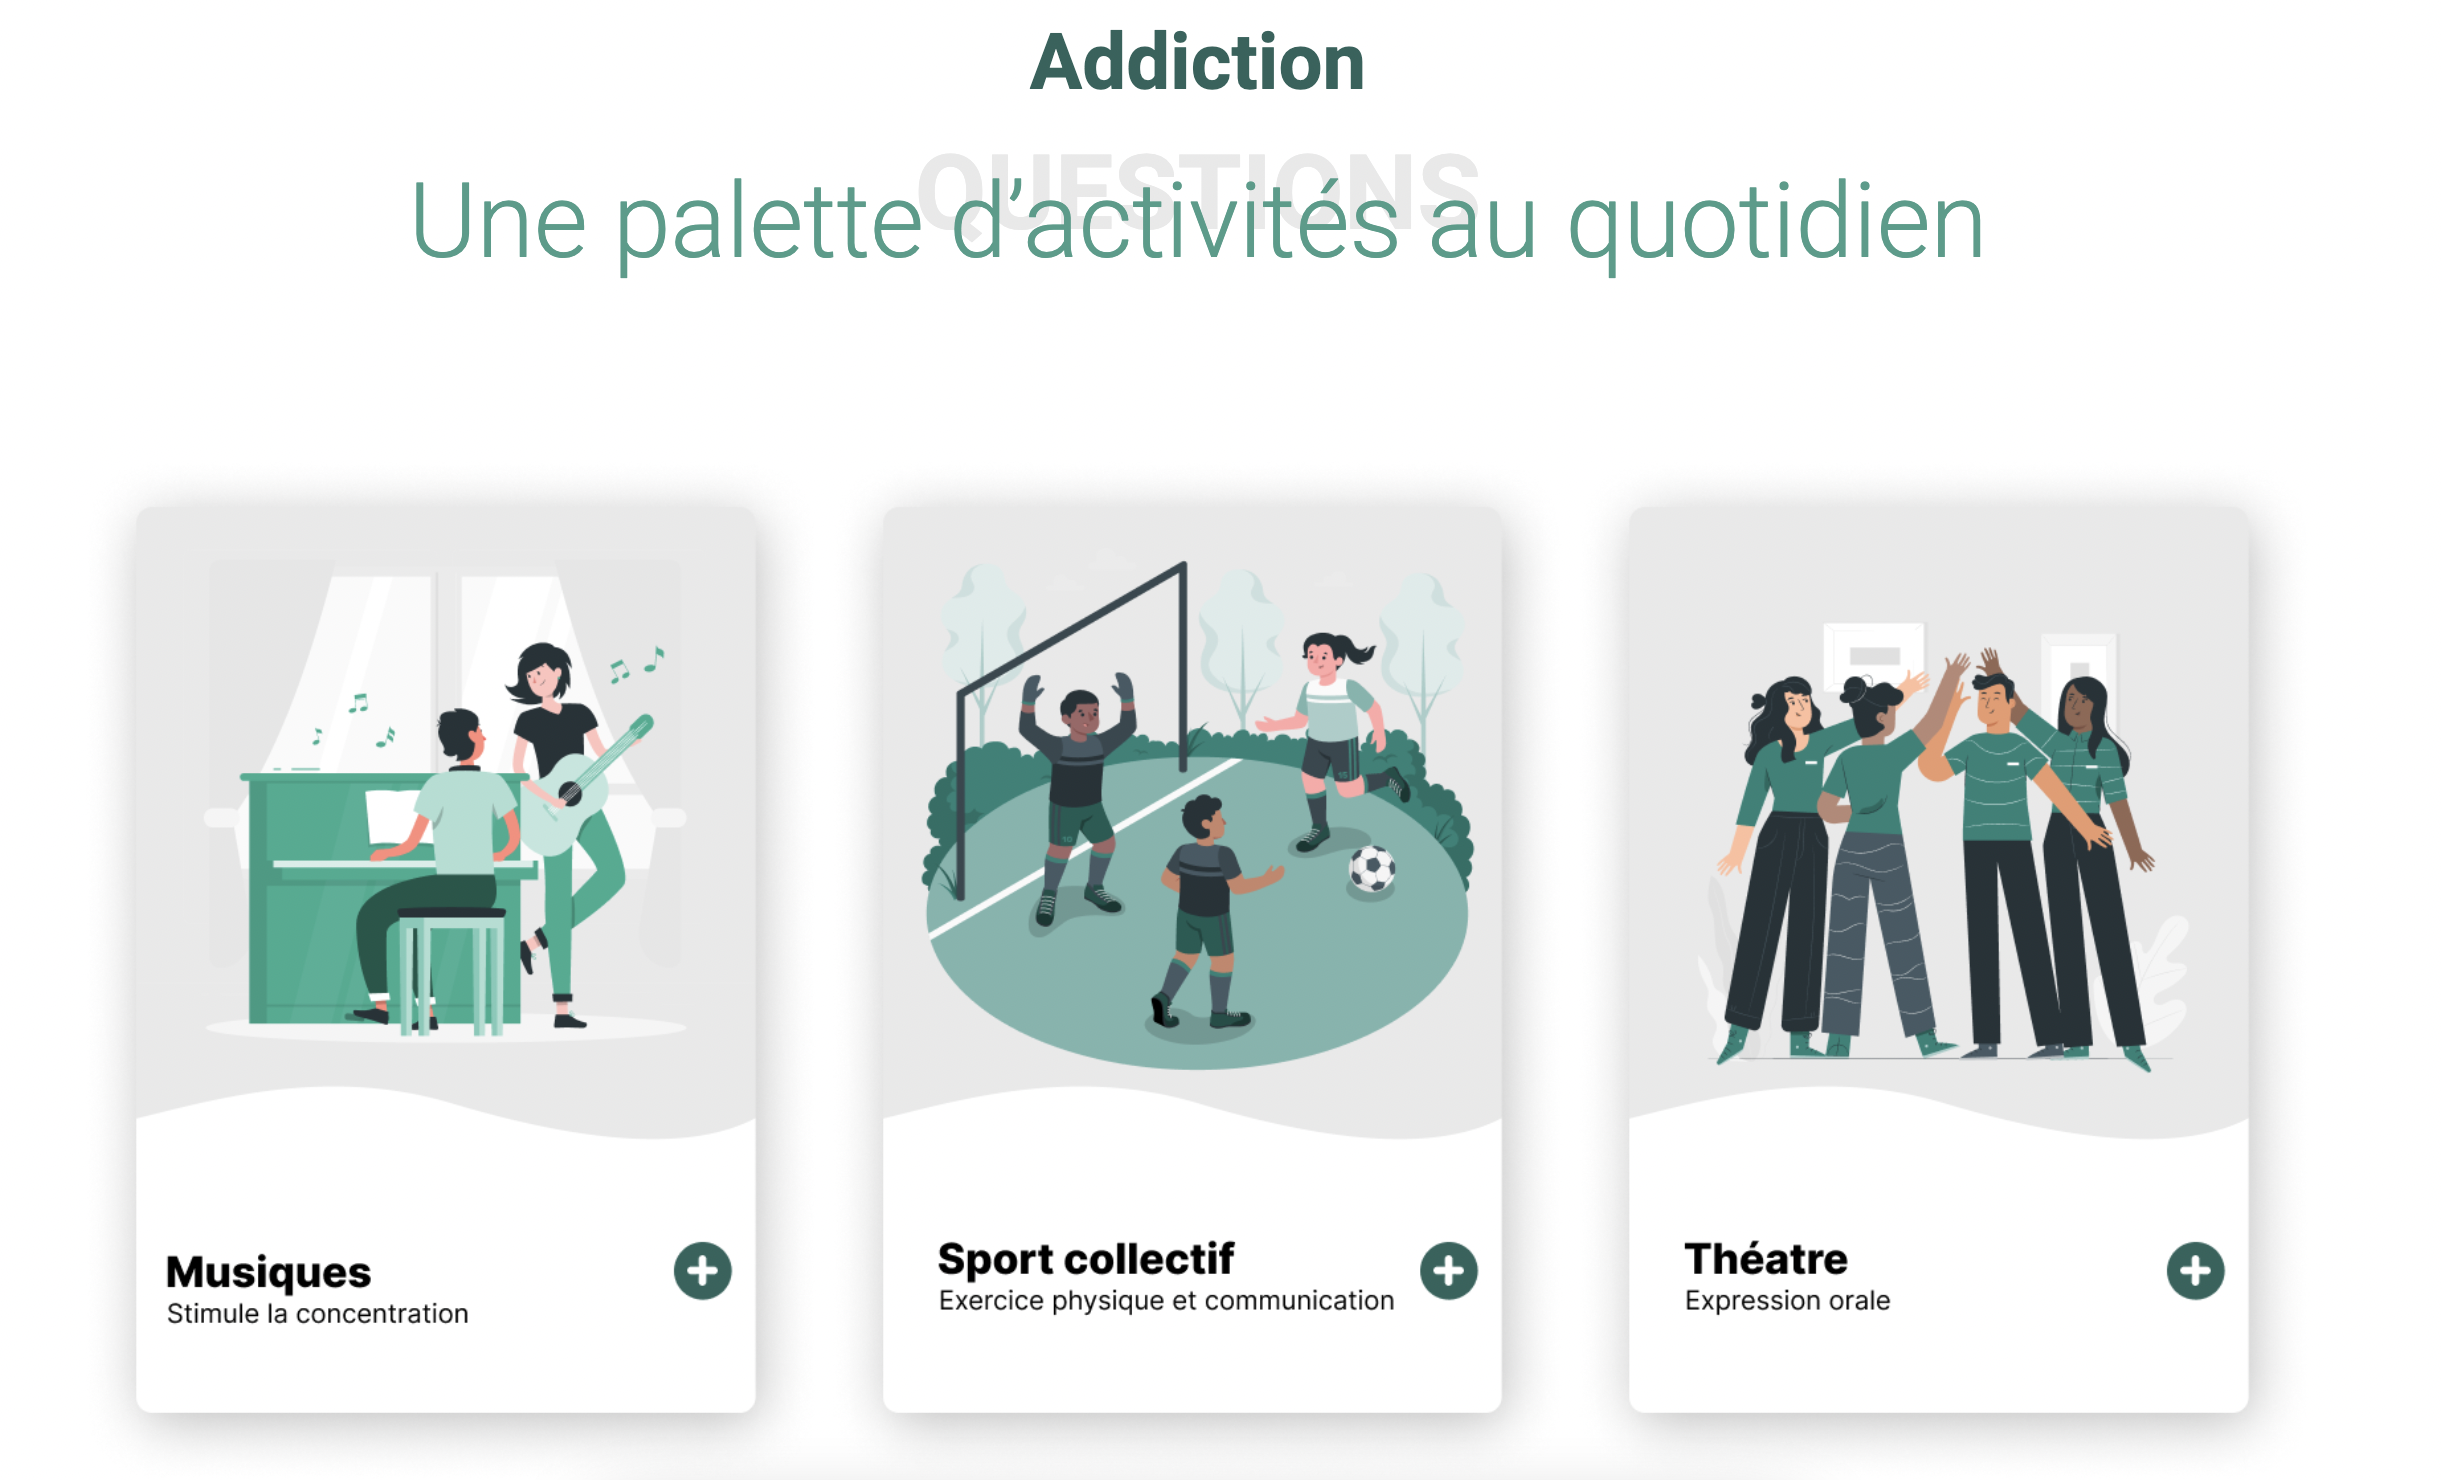 Addiction
QUESTIONS
Une palette d’activités au quotidien
Musiques
Stimule la concentration
Sport collectif
Exercice physique et communication
Théatre
Expression orale